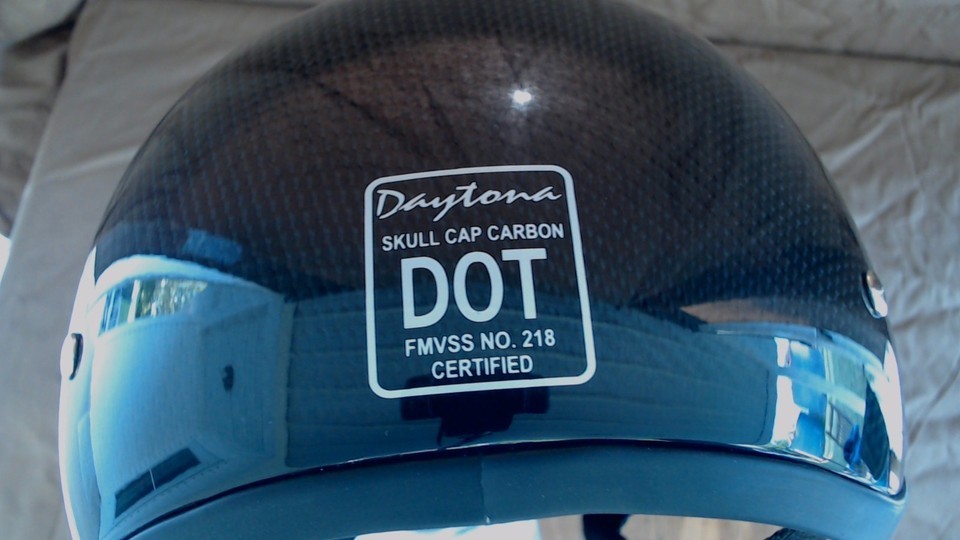 Daytona
SKULL CAP CARBON
DOT
FMVSS NO. 218
CERTIFIED